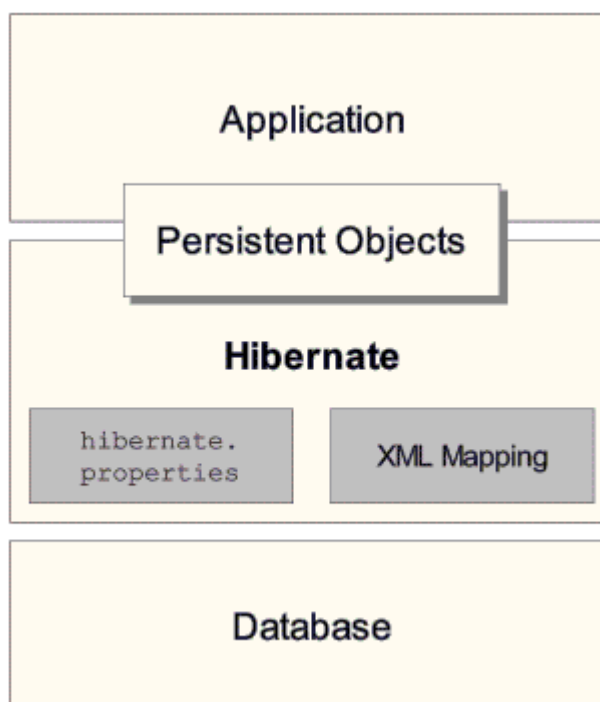 Application
Persistent Objects
Hibernate
hibernate.
properties
XML Mapping
Database